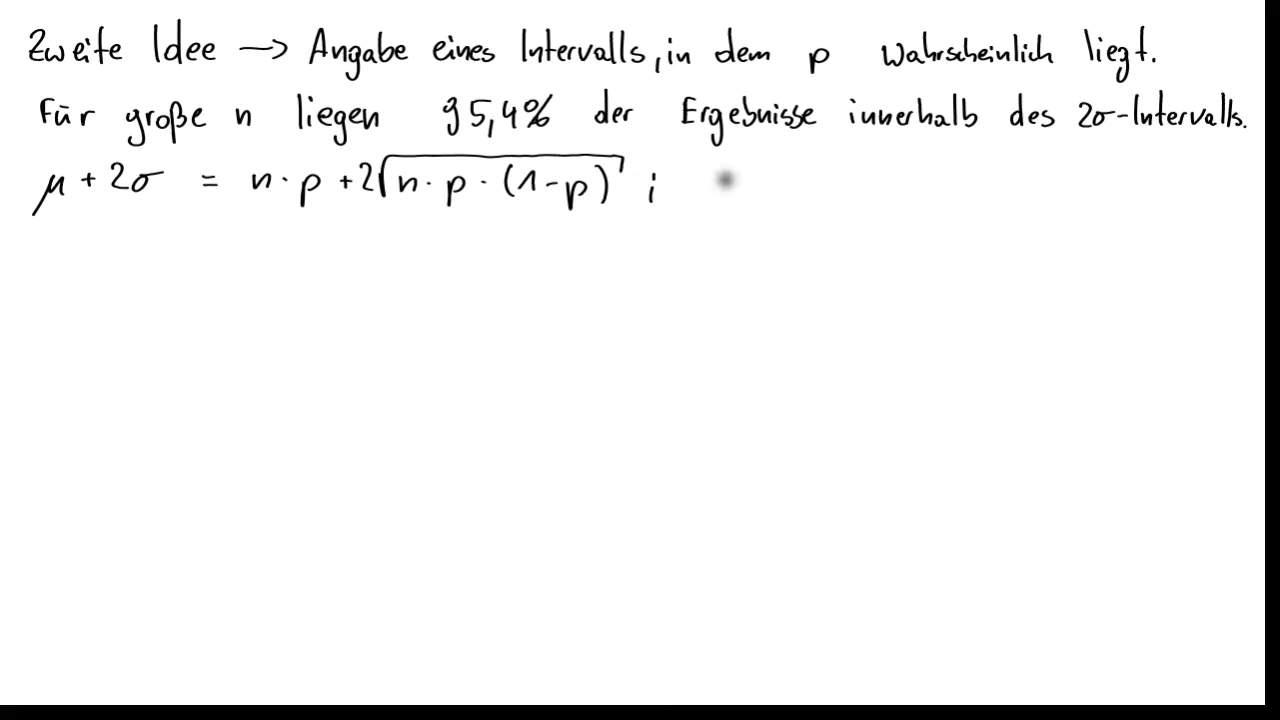 Zweite Idee → Angabe eines Intervalls, in dem p wahrscheinlich liegt.
Für große n liegen 95,4% der Ergebnisse innerhalb des 2σ-Intervalls.
μ + 2σ = n · p + 2√(n · p · (1-p)) ;